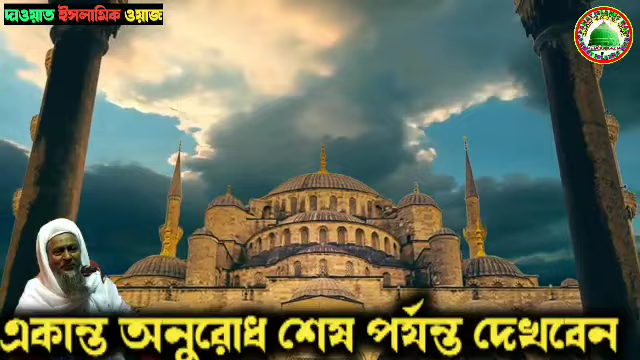 দাওয়াত ইসলামিক ওয়াজ
একান্ত অনুরোধ শেষ পর্যন্ত দেখবেন